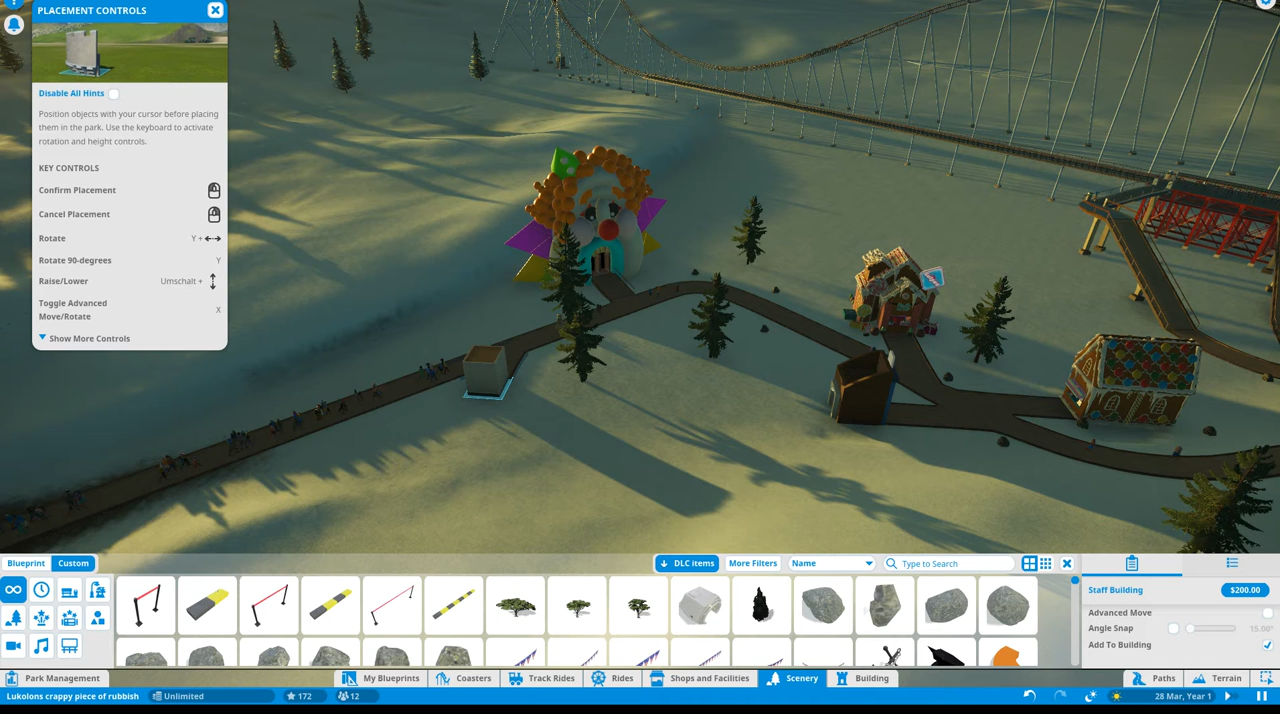 PLACEMENT CONTROLS
Disable All Hints
Position objects with your cursor before placing
them in the park. Use the keyboard to activate
rotation and height controls.
KEY CONTROLS
Confirm Placement
Cancel Placement
Rotate Y +
Rotate 90-degrees Y
Raise/Lower Umschalt +
Toggle Advanced
Move/Rotate X
Show More Controls
Blueprint Custom DLC items More Filters Name Type to Search
Staff Building $200.00
Advanced Move
Angle Snap 15.00°
Add To Building
Park Management My Blueprints Coasters Track Rides Rides Shops and Facilities Scenery Building Paths Terrain
Lukolons crappy piece of rubbish Unlimited 172 12 28 Mar, Year 1